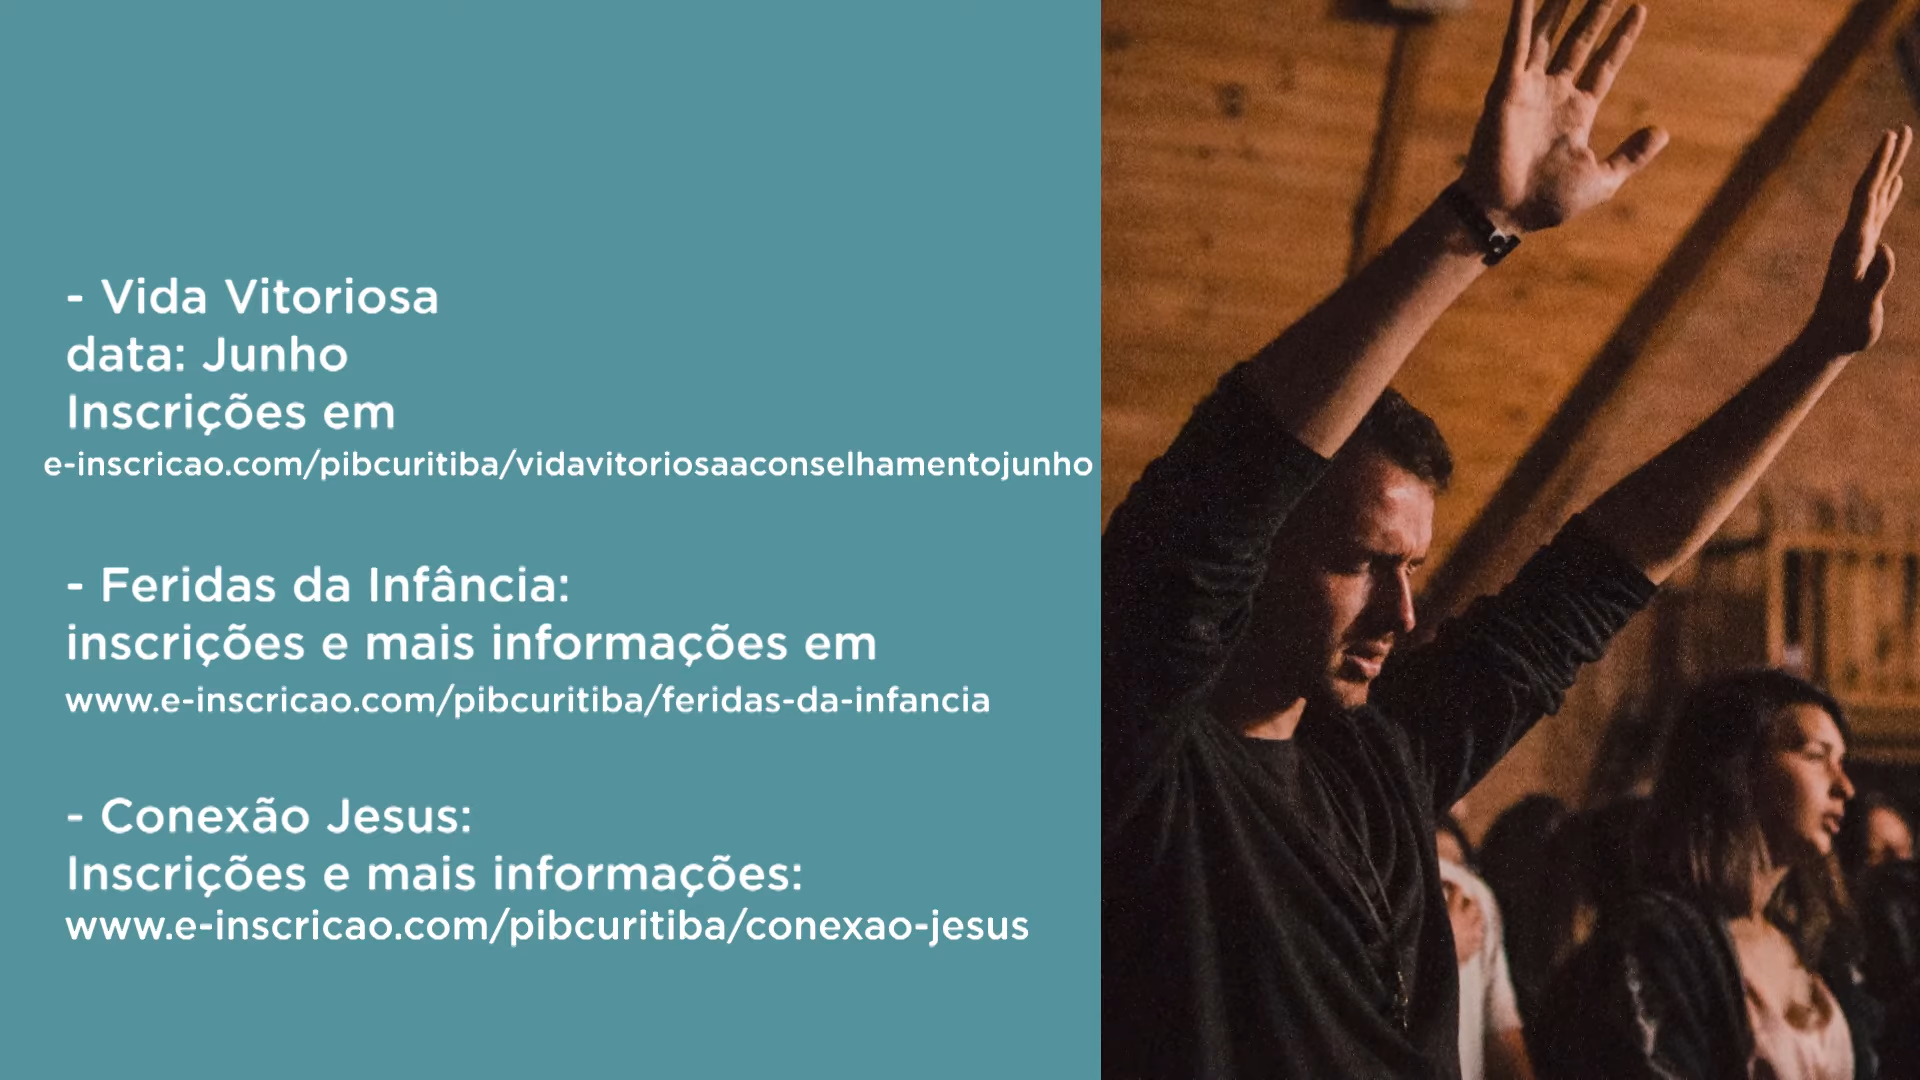 - Vida Vitoriosa
data: Junho
Inscrições em
e-inscricao.com/pibcuritiba/vidavitoriosaaconselhamentojunho
- Feridas da Infância:
inscrições e mais informações em
www.e-inscricao.com/pibcuritiba/feridas-da-infancia
- Conexão Jesus:
Inscrições e mais informações:
www.e-inscricao.com/pibcuritiba/conexao-jesus